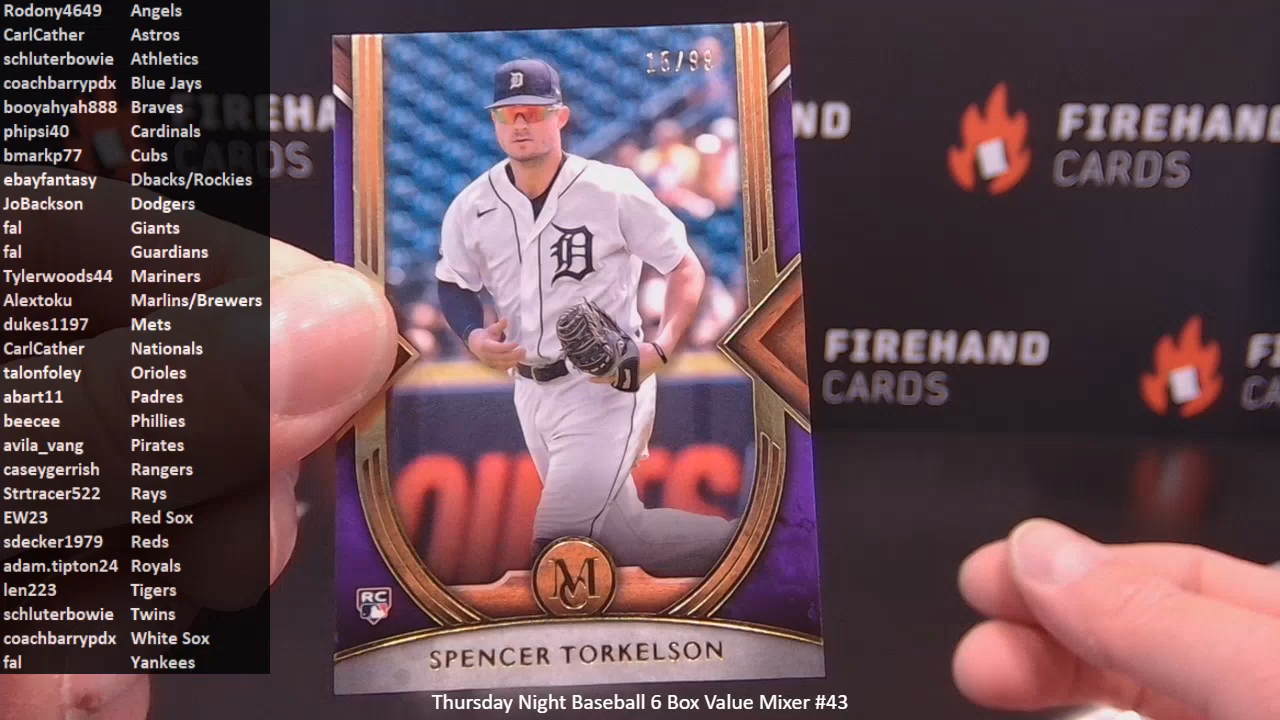 Rodony4649 Angels
CarlCather Astros
schluterbowie Athletics
coachbarrypdx Blue Jays
booyahyah888 Braves
phipsi40 Cardinals
bmarkp77 Cubs
ebayfantasy Dbacks/Rockies
JoBackson Dodgers
fal Giants
fal Guardians
Tylerwoods44 Mariners
Alextoku Marlins/Brewers
dukes1197 Mets
CarlCather Nationals
talonfoley Orioles
abart11 Padres
beecee Phillies
avila_vang Pirates
caseygerrish Rangers
Strtracer522 Rays
EW23 Red Sox
sdecker1979 Reds
adam.tipton24 Royals
len223 Tigers
schluterbowie Twins
coachbarrypdx White Sox
fal Yankees
15/99
D
D
M
RC
SPENCER TORKELSON
FIREHAND
CARDS
FIREHAND
CARDS
Thursday Night Baseball 6 Box Value Mixer #43